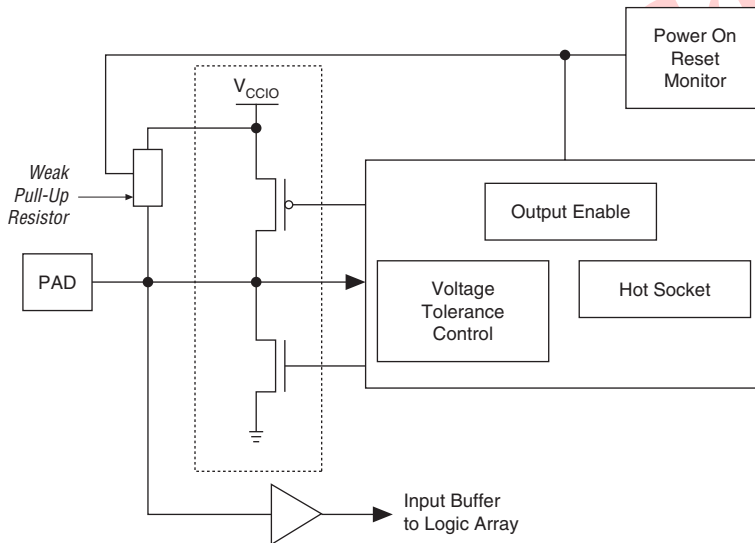 Power On
Reset
Monitor
VCCIO
Weak
Pull-Up
Resistor
Output Enable
PAD
Voltage
Tolerance
Control
Hot Socket
Input Buffer
to Logic Array